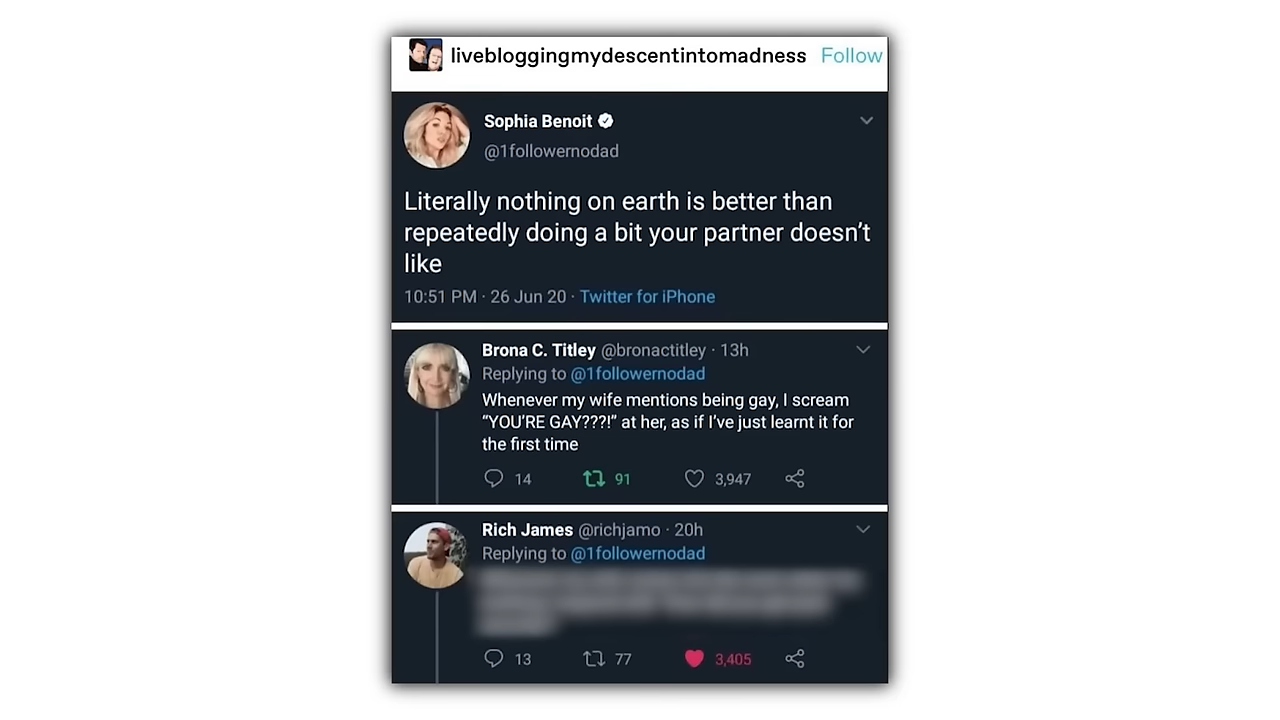 livebloggingmydescentintomadness Follow
Sophia Benoit
@1followernodad
Literally nothing on earth is better than
repeatedly doing a bit your partner doesn’t
like
10:51 PM · 26 Jun 20 · Twitter for iPhone
Brona C. Titley @bronactitley · 13h
Replying to @1followernodad
Whenever my wife mentions being gay, I scream
“YOU’RE GAY???!” at her, as if I’ve just learnt it for
the first time
14 91 3,947
Rich James @richjamo · 20h
Replying to @1followernodad
13 77 3,405